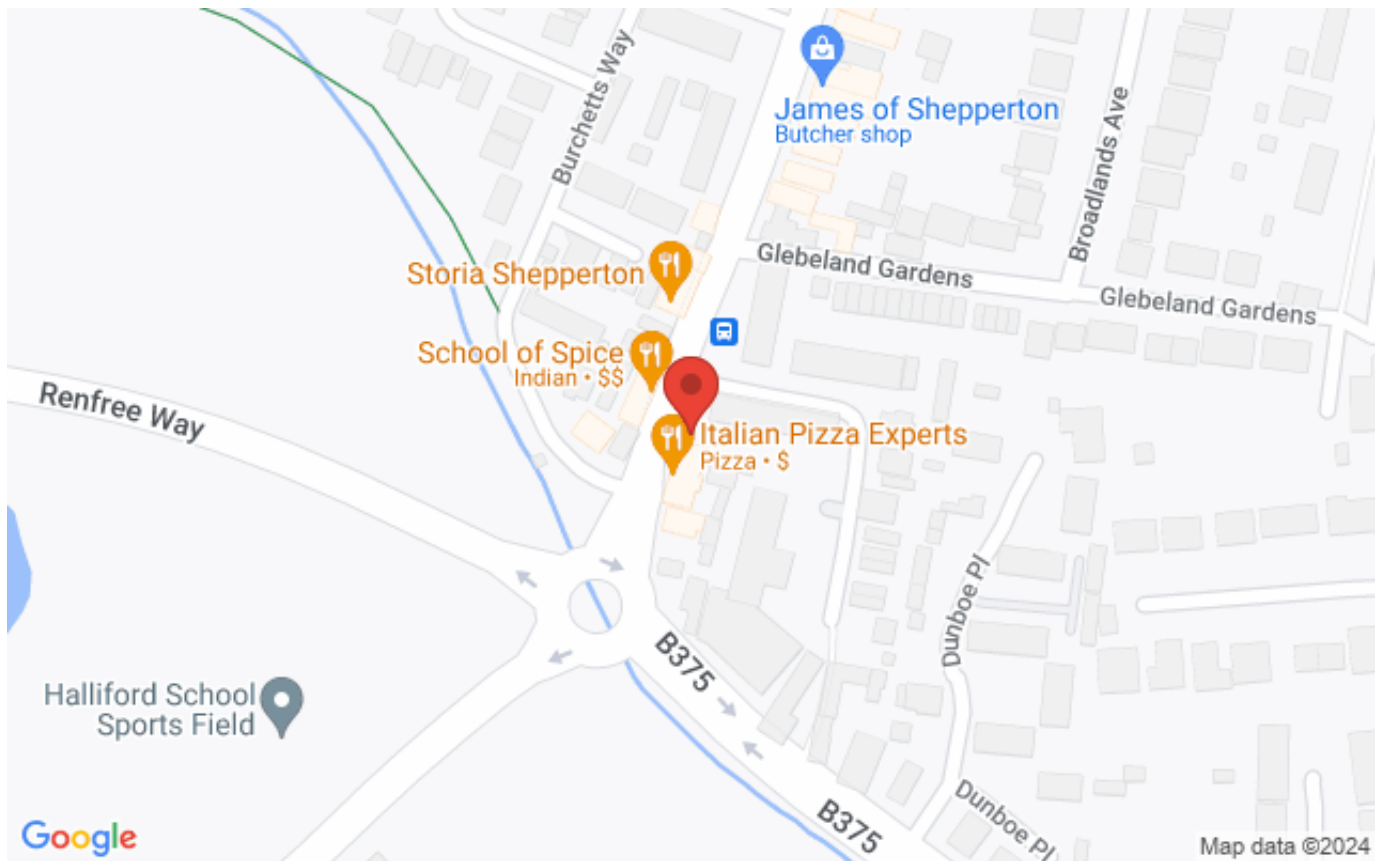 Burchetts Way
James of Shepperton
Butcher shop
Broadlands Ave
Glebeland Gardens
Storia Shepperton
Glebeland Gardens
School of Spice
Indian • $$
Renfree Way
Italian Pizza Experts
Pizza • $
Dunboe Pl
B375
Halliford School
Sports Field
B375
Dunboe Pl
Google
Map data ©2024